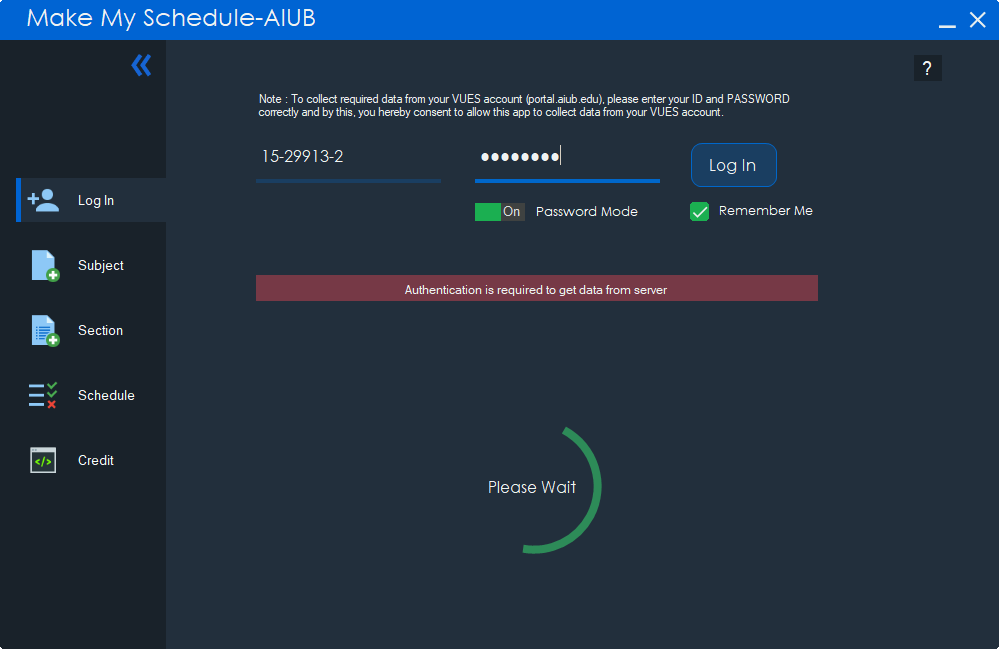 Make My Schedule-AIUB
?
Note : To collect required data from your VUES account (portal.aiub.edu), please enter your ID and PASSWORD
correctly and by this, you hereby consent to allow this app to collect data from your VUES account.
15-29913-2
Log In
On
Password Mode
Remember Me
Log In
Subject
Section
Schedule
Credit
Authentication is required to get data from server
Please Wait